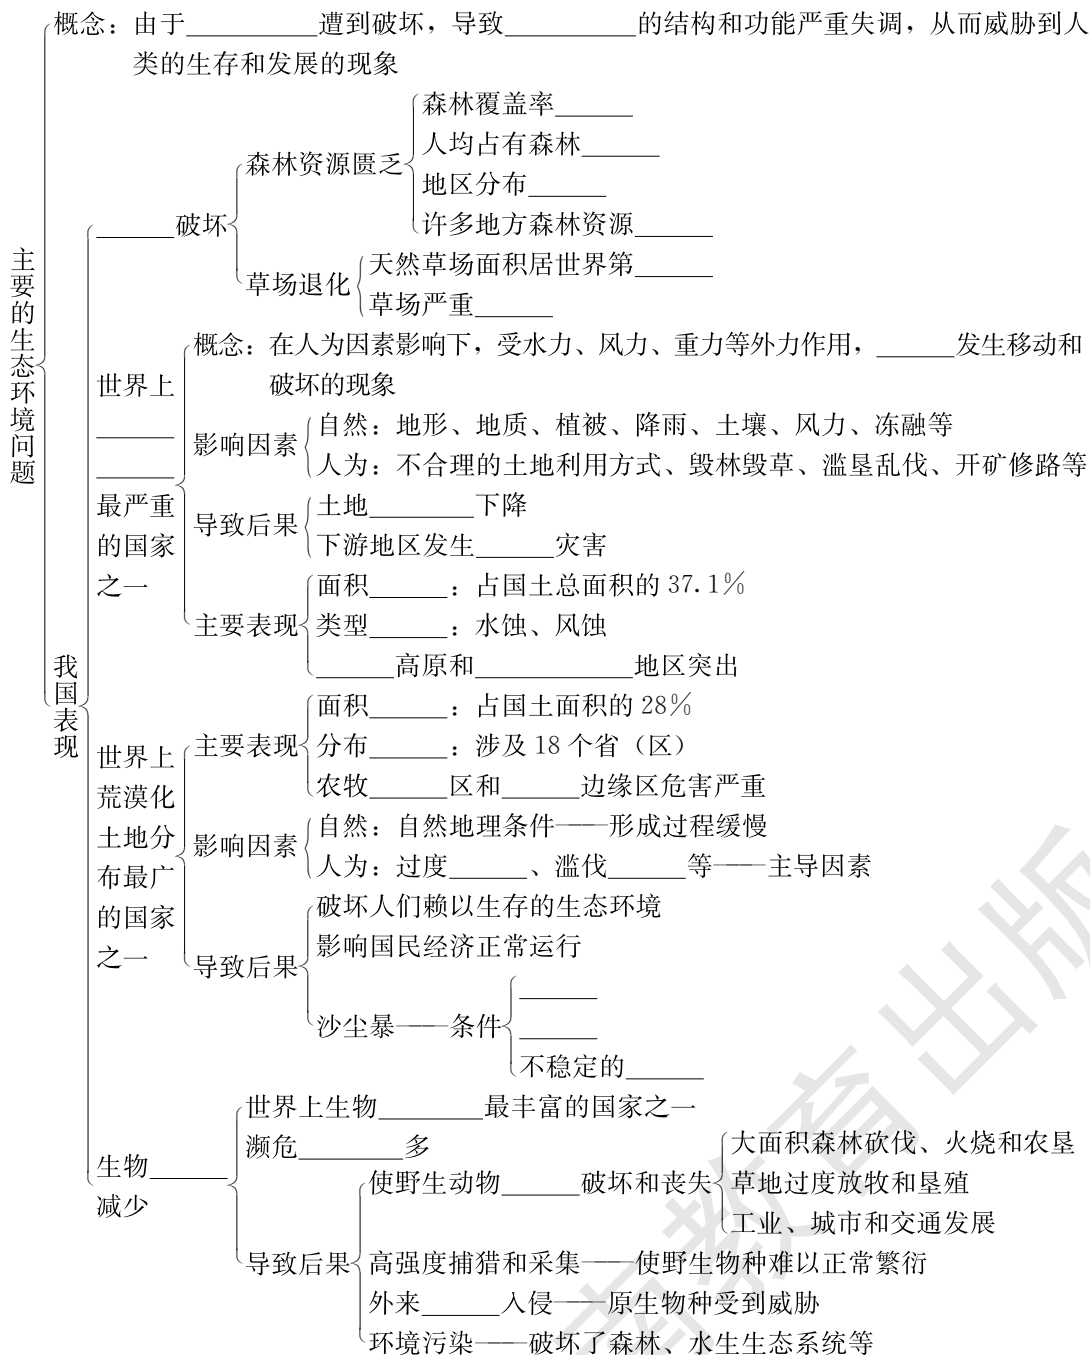 概念：由于__________遭到破坏，导致__________的结构和功能严重失调，从而威胁到人
类的生存和发展的现象
森林覆盖率______
人均占有森林______
森林资源匮乏
地区分布______
许多地方森林资源______
______破坏
天然草场面积居世界第______
草场退化
草场严重______
主要的生态环境问题
概念：在人为因素影响下，受水力、风力、重力等外力作用，______发生移动和
破坏的现象
世界上
______
______
最严重
的国家
之一
影响因素
自然：地形、地质、植被、降雨、土壤、风力、冻融等
人为：不合理的土地利用方式、毁林毁草、滥垦乱伐、开矿修路等
导致后果
土地________下降
下游地区发生______灾害
主要表现
面积______：占国土总面积的37.1%
类型______：水蚀、风蚀
______高原和____________地区突出
我国表现
世界上
荒漠化
土地分
布最广
的国家
之一
主要表现
面积______：占国土面积的28%
分布______：涉及18个省（区）
农牧______区和______边缘区危害严重
影响因素
自然：自然地理条件——形成过程缓慢
人为：过度______、滥伐______等——主导因素
导致后果
破坏人们赖以生存的生态环境
影响国民经济正常运行
沙尘暴——条件
______
______
不稳定的______
生物______
减少
世界上生物________最丰富的国家之一
濒危________多
导致后果
使野生动物______破坏和丧失
大面积森林砍伐、火烧和农垦
草地过度放牧和垦殖
工业、城市和交通发展
高强度捕猎和采集——使野生物种难以正常繁衍
外来______入侵——原生物种受到威胁
环境污染——破坏了森林、水生生态系统等
教育出版